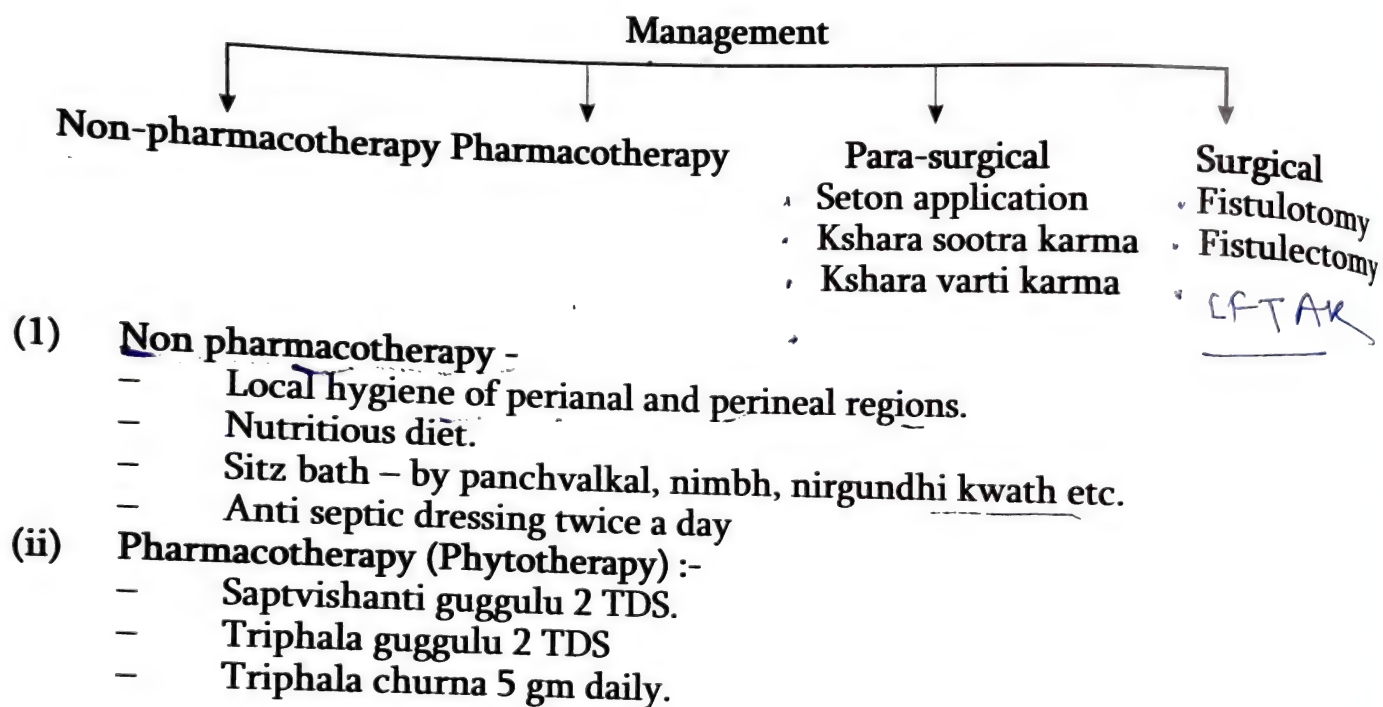 Management
Non-pharmacotherapy Pharmacotherapy Para-surgical Surgical
• Seton application • Fistulotomy
• Kshara sootra karma • Fistulectomy
• Kshara varti karma • LFTAK
(1) Non pharmacotherapy -
– Local hygiene of perianal and perineal regions.
– Nutritious diet.
– Sitz bath – by panchvalkal, nimbh, nirgundhi kwath etc.
– Anti septic dressing twice a day
(ii) Pharmacotherapy (Phytotherapy) :-
– Saptvishanti guggulu 2 TDS.
– Triphala guggulu 2 TDS
– Triphala churna 5 gm daily.